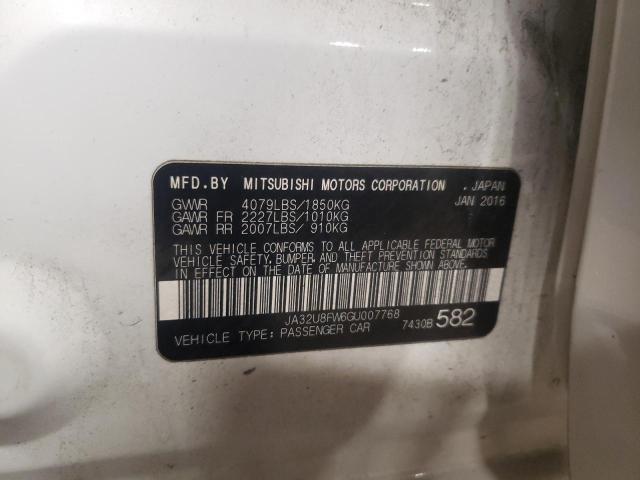 MFD. BY MITSUBISHI MOTORS CORPORATION . JAPAN
GVWR 4079LBS/1850KG JAN 2016
GAWR FR 2227LBS/1010KG
GAWR RR 2007LBS/ 910KG
THIS VEHICLE CONFORMS TO ALL APPLICABLE FEDERAL MOTOR
VEHICLE SAFETY, BUMPER, AND THEFT PREVENTION STANDARDS
IN EFFECT ON THE DATE OF MANUFACTURE SHOWN ABOVE.
JA32U8FW6GU007768
VEHICLE TYPE: PASSENGER CAR 7430B 582